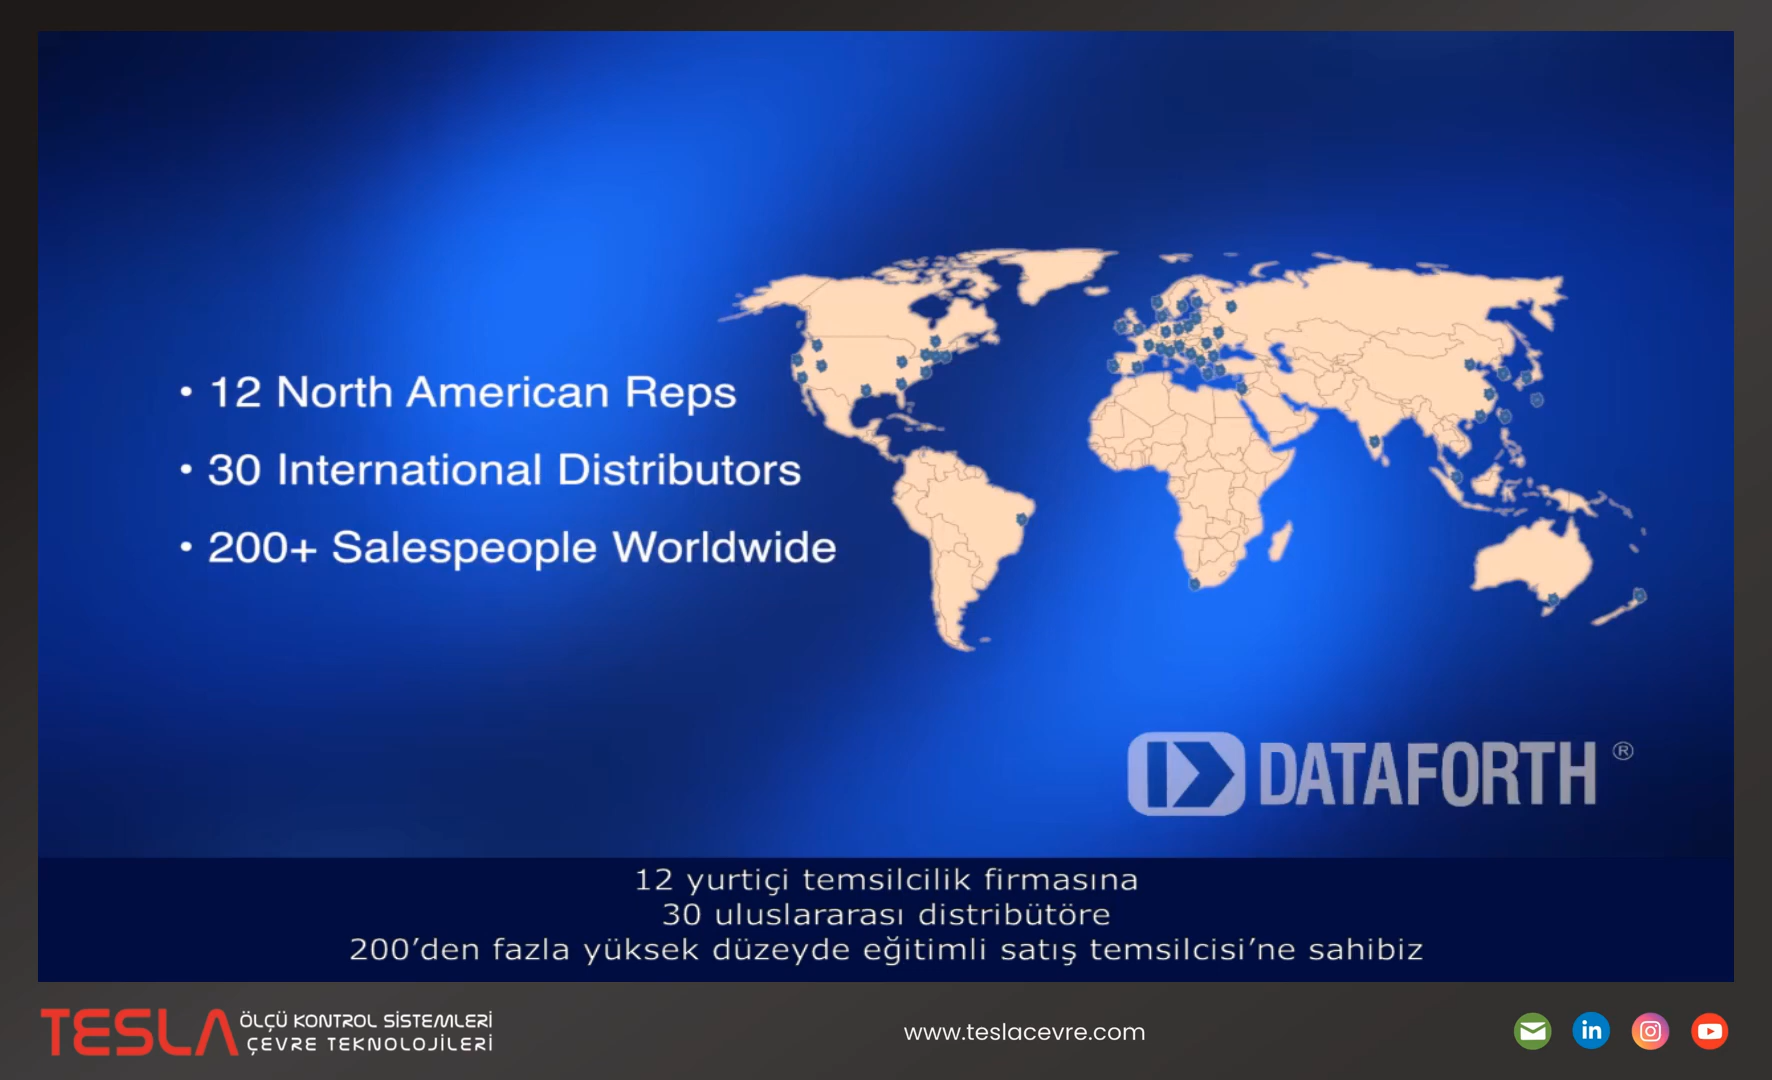 • 12 North American Reps
• 30 International Distributors
• 200+ Salespeople Worldwide
DATAFORTH ®
12 yurtiçi temsilcilik firmasına
30 uluslararası distribütöre
200’den fazla yüksek düzeyde eğitimli satış temsilcisi’ne sahibiz
TESLA
ÖLÇÜ KONTROL SİSTEMLERİ
ÇEVRE TEKNOLOJİLERİ
www.teslacevre.com
in